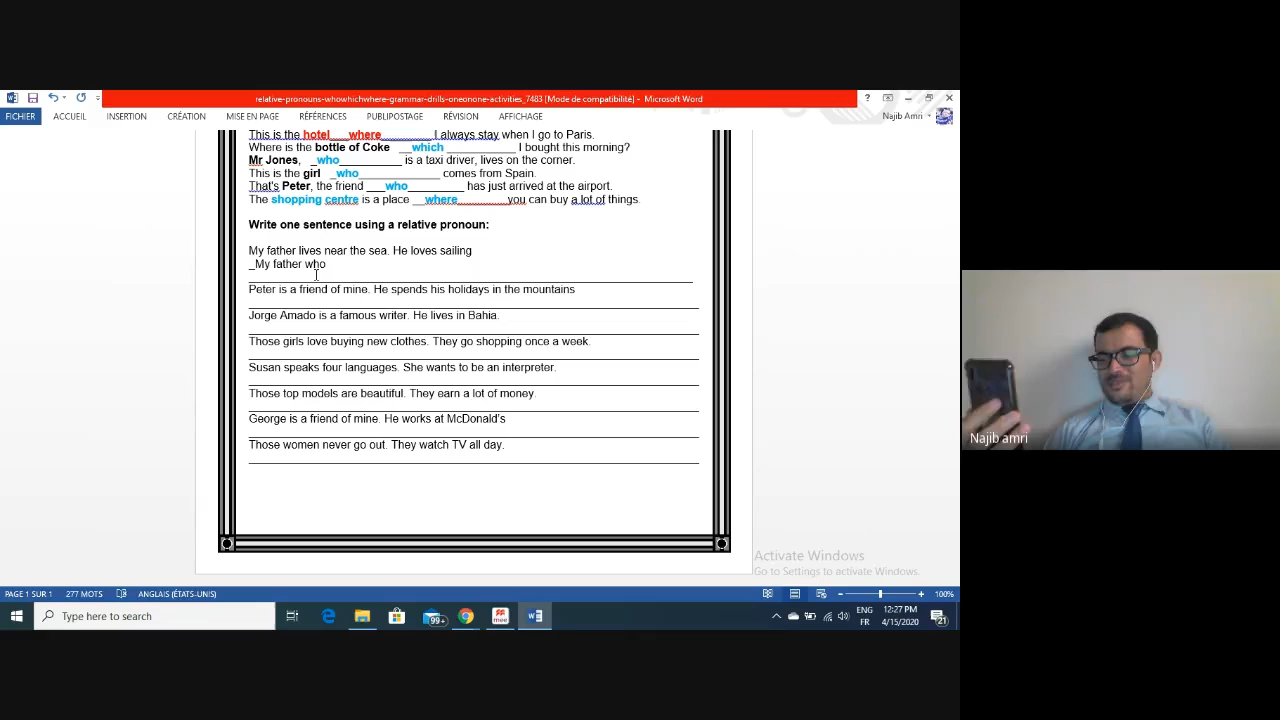 relative-pronouns-whowhichwhere-grammar-drills-oneonone-activities_7483 [Mode de compatibilité] - Microsoft Word
FICHIER ACCUEIL INSERTION CRÉATION MISE EN PAGE RÉFÉRENCES PUBLIPOSTAGE RÉVISION AFFICHAGE Najib Amri
This is the hotel___where________ I always stay when I go to Paris.
Where is the bottle of Coke __which ___________ I bought this morning?
Mr Jones, _who__________ is a taxi driver, lives on the corner.
This is the girl _who_____________ comes from Spain.
That's Peter, the friend ___who_________ has just arrived at the airport.
The shopping centre is a place __where________you can buy a lot of things.
Write one sentence using a relative pronoun:
My father lives near the sea. He loves sailing
_My father who
Peter is a friend of mine. He spends his holidays in the mountains
Jorge Amado is a famous writer. He lives in Bahia.
Those girls love buying new clothes. They go shopping once a week.
Susan speaks four languages. She wants to be an interpreter.
Those top models are beautiful. They earn a lot of money.
George is a friend of mine. He works at McDonald's
Those women never go out. They watch TV all day.
Najib amri
Activate Windows
Go to Settings to activate Windows.
PAGE 1 SUR 1 277 MOTS ANGLAIS (ÉTATS-UNIS) 100%
Type here to search 99+ ENG 12:27 PM
FR 4/15/2020 21